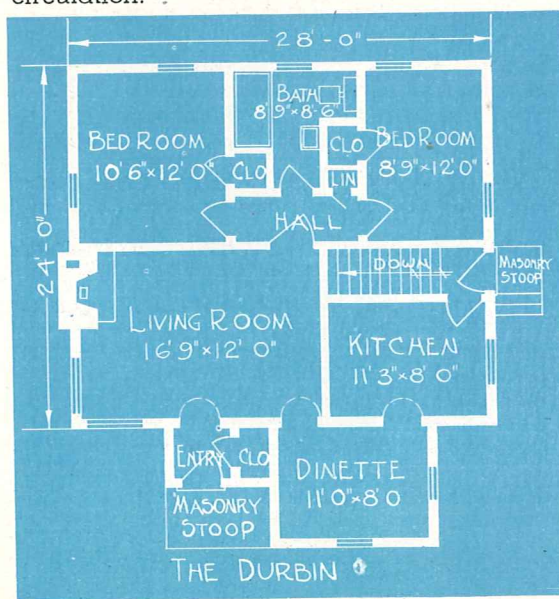 circulation.
28'-0"
BATH
8'9"×8'-6"
BED ROOM
10'6"×12'0"
CLO
CLO
BED ROOM
8'9"×12'0"
LIN
HALL
24'-0"
DOWN
MASONRY
STOOP
LIVING ROOM
16'9"×12'0"
KITCHEN
11'3"×8'0"
ENTRY
CLO
DINETTE
11'0"×8'0
MASONRY
STOOP
THE DURBIN